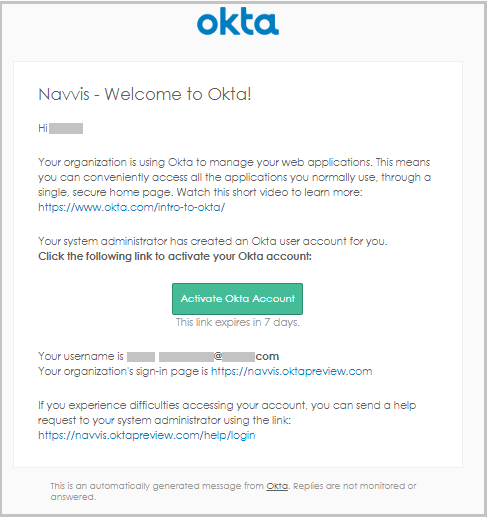 okta
Navvis - Welcome to Okta!
Hi
Your organization is using Okta to manage your web applications. This means
you can conveniently access all the applications you normally use, through a
single, secure home page. Watch this short video to learn more:
https://www.okta.com/intro-to-okta/
Your system administrator has created an Okta user account for you.
Click the following link to activate your Okta account:
Activate Okta Account
This link expires in 7 days.
Your username is @ com
Your organization's sign-in page is https://navvis.oktapreview.com
If you experience difficulties accessing your account, you can send a help
request to your system administrator using the link:
https://navvis.oktapreview.com/help/login
This is an automatically generated message from Okta. Replies are not monitored or
answered.